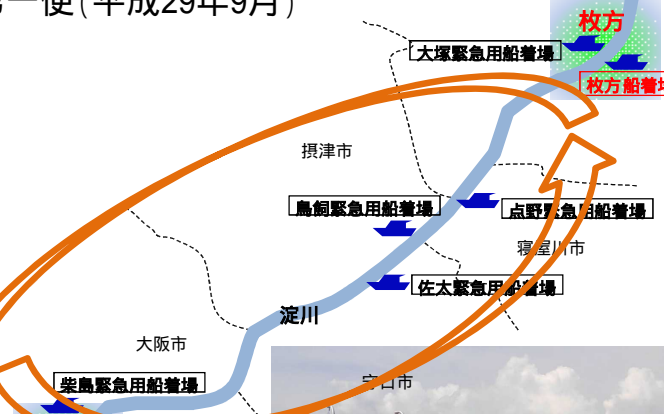 第一便(平成29年9月)
枚方
大塚緊急用船着場
枚方船着場
摂津市
鳥飼緊急用船着場
点野緊急用船着場
寝屋川市
佐太緊急用船着場
淀川
大阪市
守口市
柴島緊急用船着場